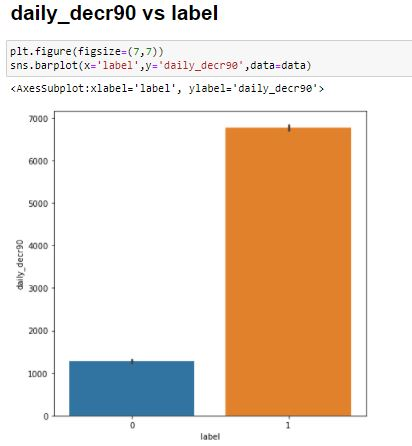 daily_decr90 vs label
plt.figure(figsize=(7,7))
sns.barplot(x='label',y='daily_decr90',data=data)
<AxesSubplot:xlabel='label', ylabel='daily_decr90'>
7000
6000
5000
4000
3000
2000
1000
0
daily_decr90
0
1
label